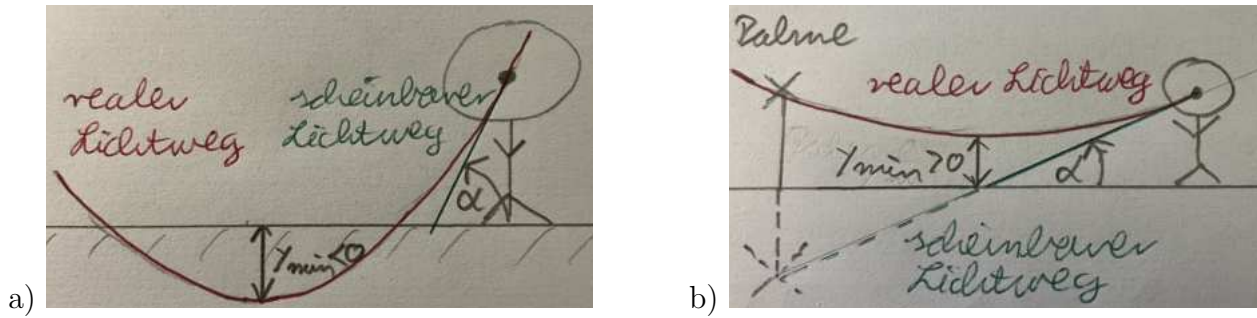 a)
realer
Lichtweg
scheinbarer
Lichtweg
α
ymin<0
b)
Palme
realer Lichtweg
ymin>0
α
scheinbarer
Lichtweg